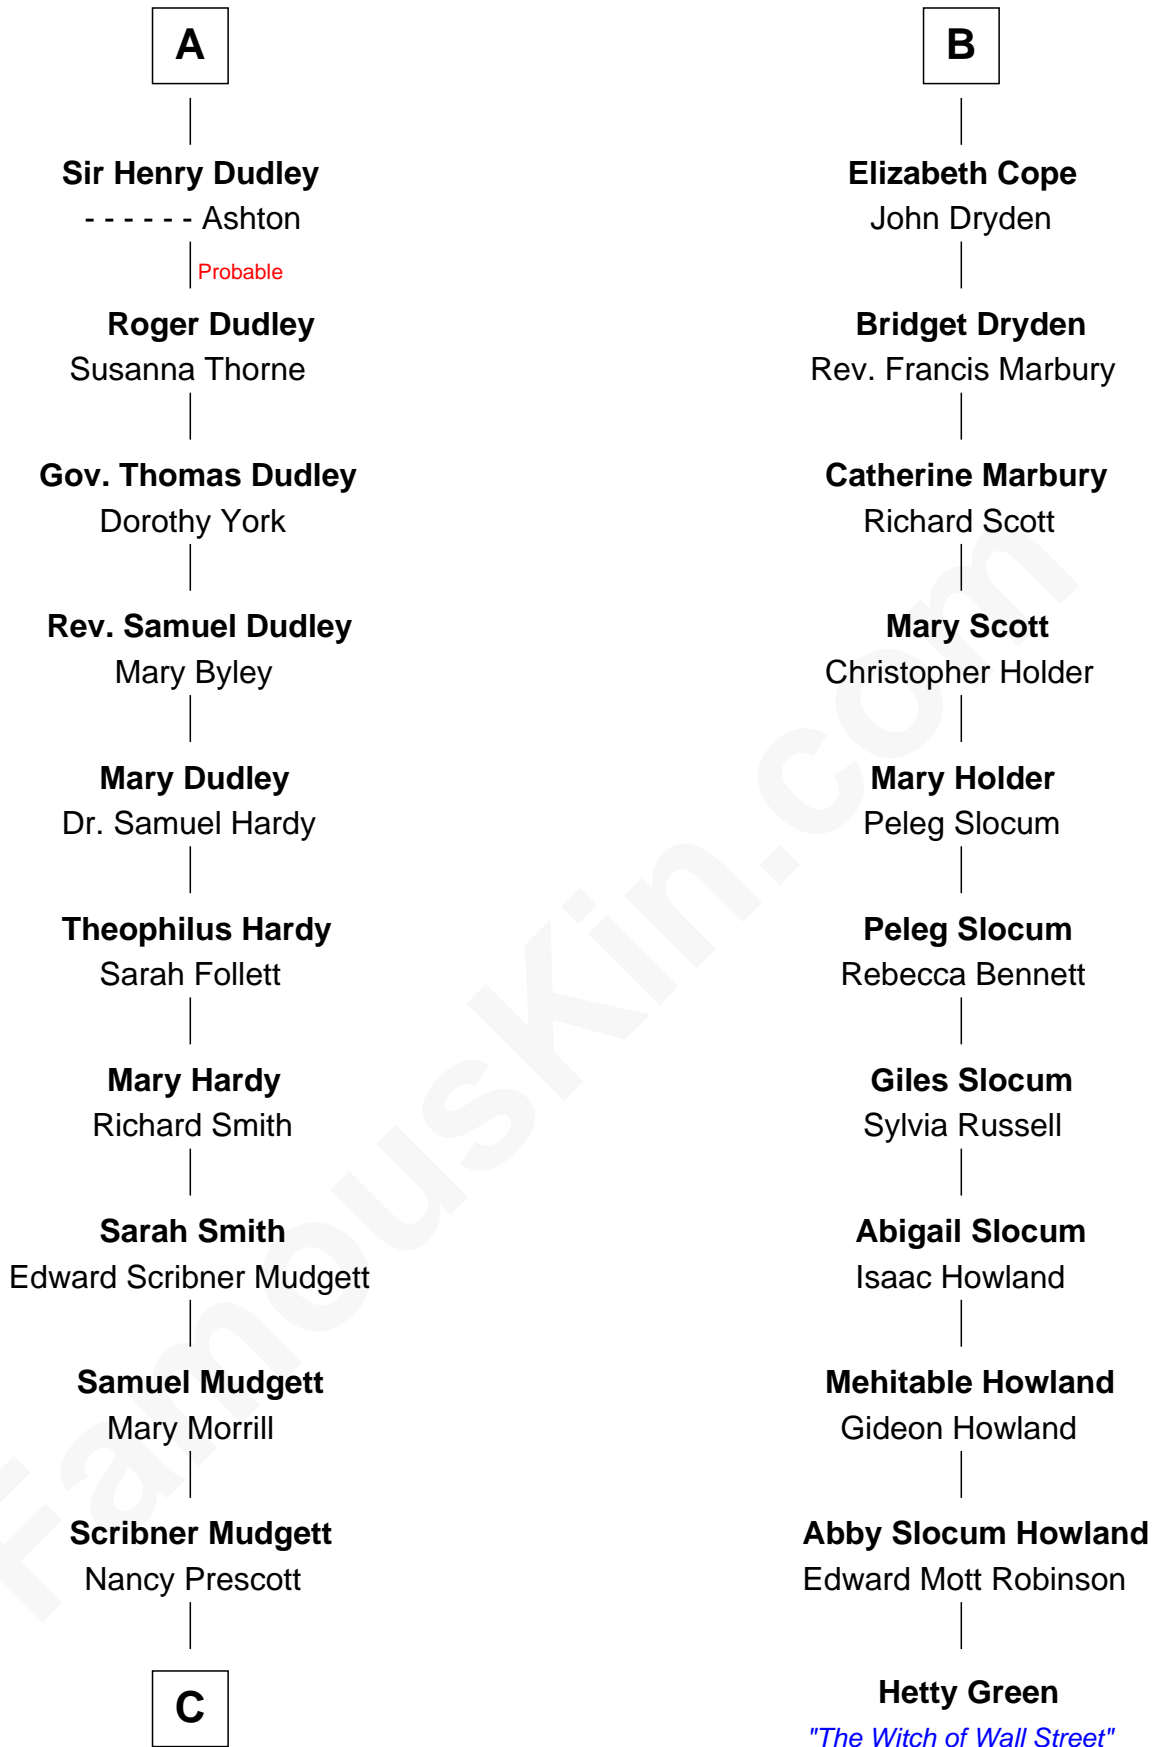 A
Sir Henry Dudley
- - - - - - Ashton
Probable
Roger Dudley
Susanna Thorne
Gov. Thomas Dudley
Dorothy York
Rev. Samuel Dudley
Mary Byley
Mary Dudley
Dr. Samuel Hardy
Theophilus Hardy
Sarah Follett
Mary Hardy
Richard Smith
Sarah Smith
Edward Scribner Mudgett
Samuel Mudgett
Mary Morrill
Scribner Mudgett
Nancy Prescott
C
B
Elizabeth Cope
John Dryden
Bridget Dryden
Rev. Francis Marbury
Catherine Marbury
Richard Scott
Mary Scott
Christopher Holder
Mary Holder
Peleg Slocum
Peleg Slocum
Rebecca Bennett
Giles Slocum
Sylvia Russell
Abigail Slocum
Isaac Howland
Mehitable Howland
Gideon Howland
Abby Slocum Howland
Edward Mott Robinson
Hetty Green
"The Witch of Wall Street"
FamousKin.com